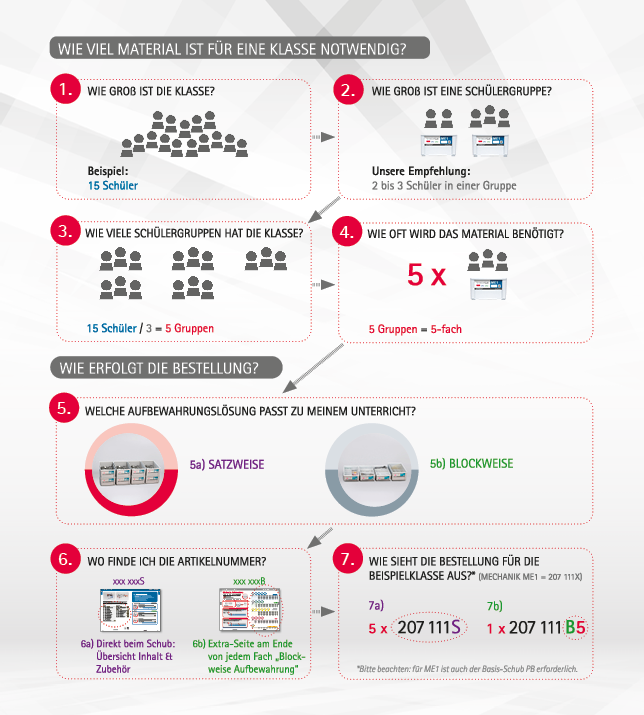 WIE VIEL MATERIAL IST FÜR EINE KLASSE NOTWENDIG?
1.
WIE GROß IST DIE KLASSE?
Beispiel:
15 Schüler
2.
WIE GROß IST EINE SCHÜLERGRUPPE?
Unsere Empfehlung:
2 bis 3 Schüler in einer Gruppe
3.
WIE VIELE SCHÜLERGRUPPEN HAT DIE KLASSE?
15 Schüler / 3 = 5 Gruppen
4.
WIE OFT WIRD DAS MATERIAL BENÖTIGT?
5 x
5 Gruppen = 5-fach
WIE ERFOLGT DIE BESTELLUNG?
5.
WELCHE AUFBEWAHRUNGSLÖSUNG PASST ZU MEINEM UNTERRICHT?
5a) SATZWEISE
5b) BLOCKWEISE
6.
WO FINDE ICH DIE ARTIKELNUMMER?
xxx xxxS
xxx xxxB
6a) Direkt beim Schub:
Übersicht Inhalt &
Zubehör
6b) Extra-Seite am Ende
von jedem Fach „Block-
weise Aufbewahrung"
7.
WIE SIEHT DIE BESTELLUNG FÜR DIE
BEISPIELKLASSE AUS?* (MECHANIK ME1 = 207 111X)
7a)
5 x 207 111S
7b)
1 x 207 111 B5
*Bitte beachten: für ME1 ist auch der Basis-Schub PB erforderlich.